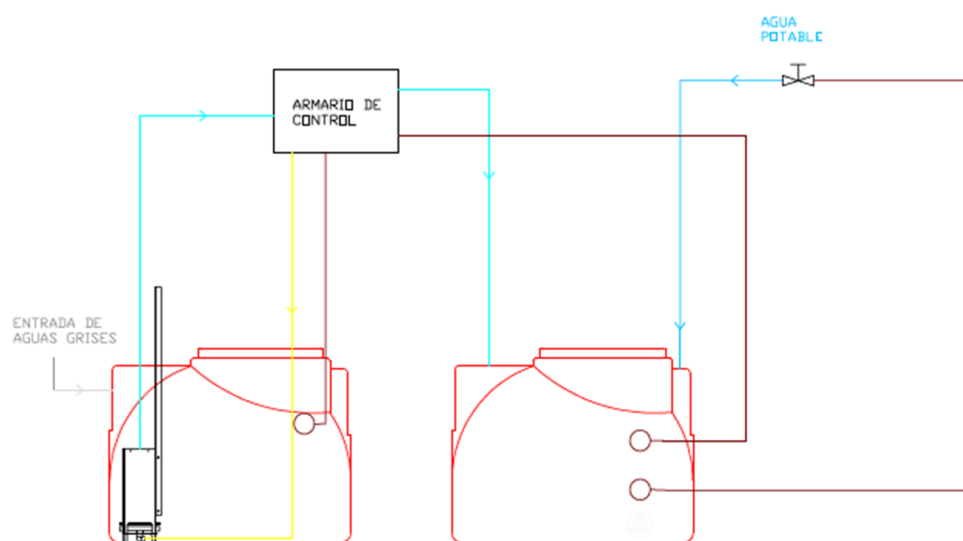 AGUA
POTABLE
ARMARIO DE
CONTROL
ENTRADA DE
AGUAS GRISES